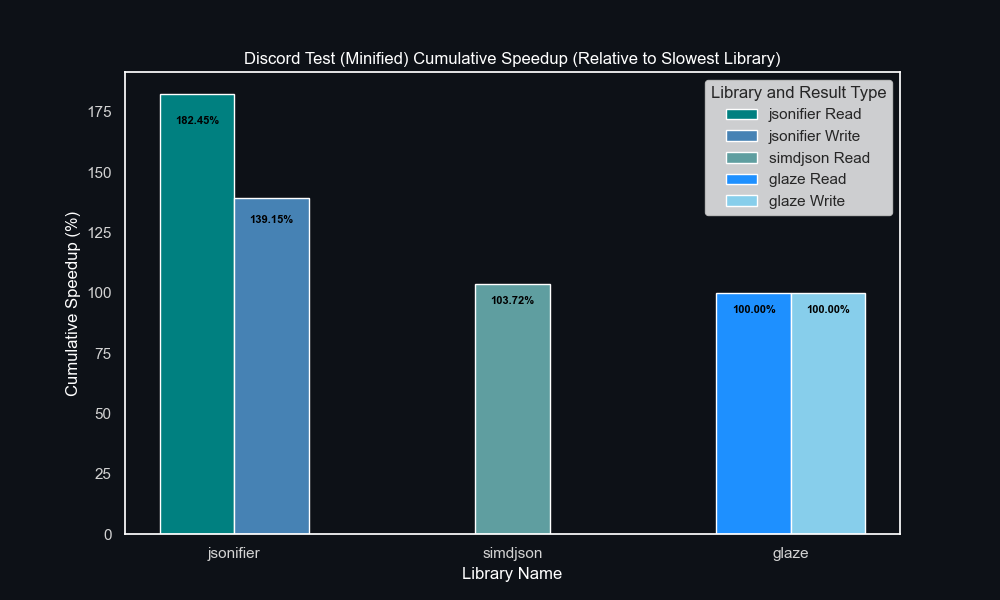 Discord Test (Minified) Cumulative Speedup (Relative to Slowest Library)
Library and Result Type
jsonifier Read
jsonifier Write
simdjson Read
glaze Read
glaze Write
Cumulative Speedup (%)
175
150
125
100
75
50
25
0
182.45%
139.15%
103.72%
100.00%
100.00%
jsonifier
simdjson
glaze
Library Name